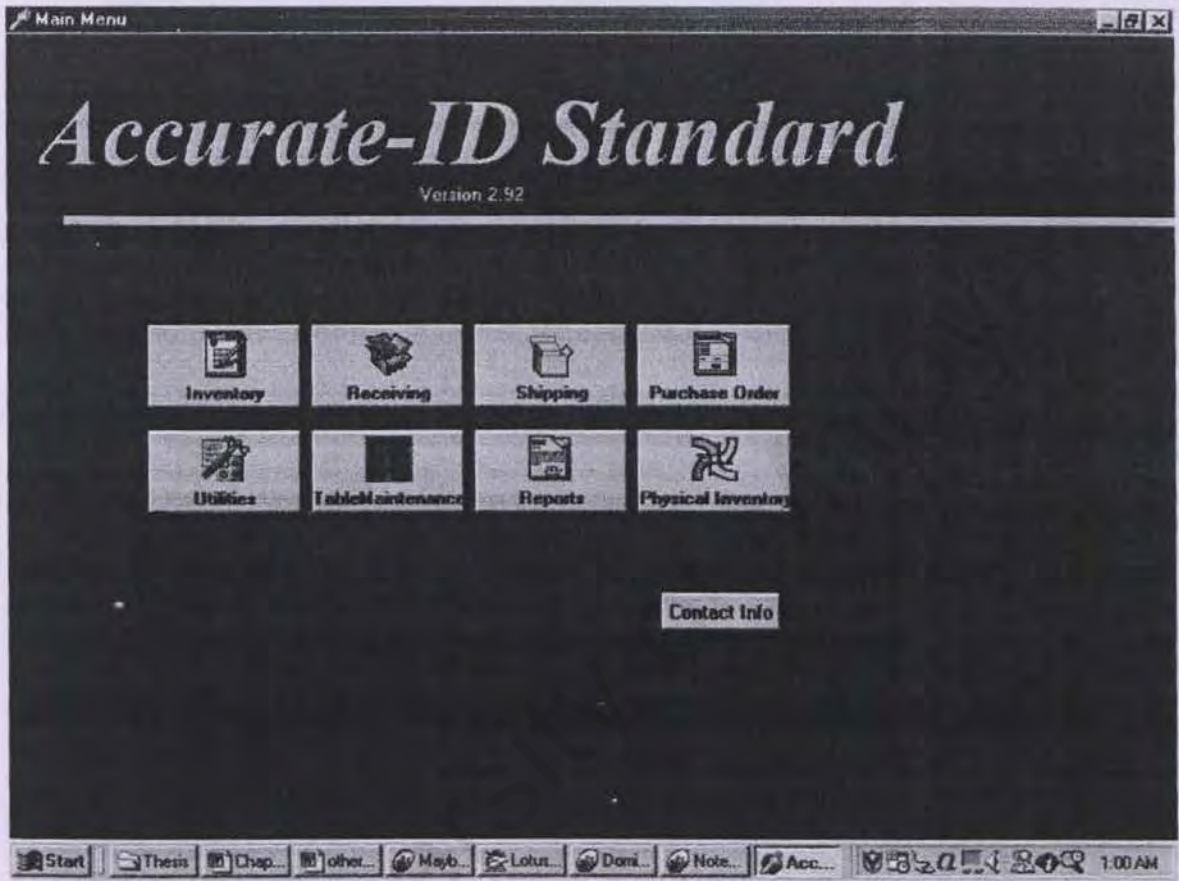 Main Menu
Accurate-ID Standard
Version 2.92
Inventory Receiving Shipping Purchase Order
Utilities TableMaintenance Reports Physical Inventory
Contact Info
Start Thesis Chap... other... Mayb... Lotus... Domi... Note... Acc... 1:00 AM